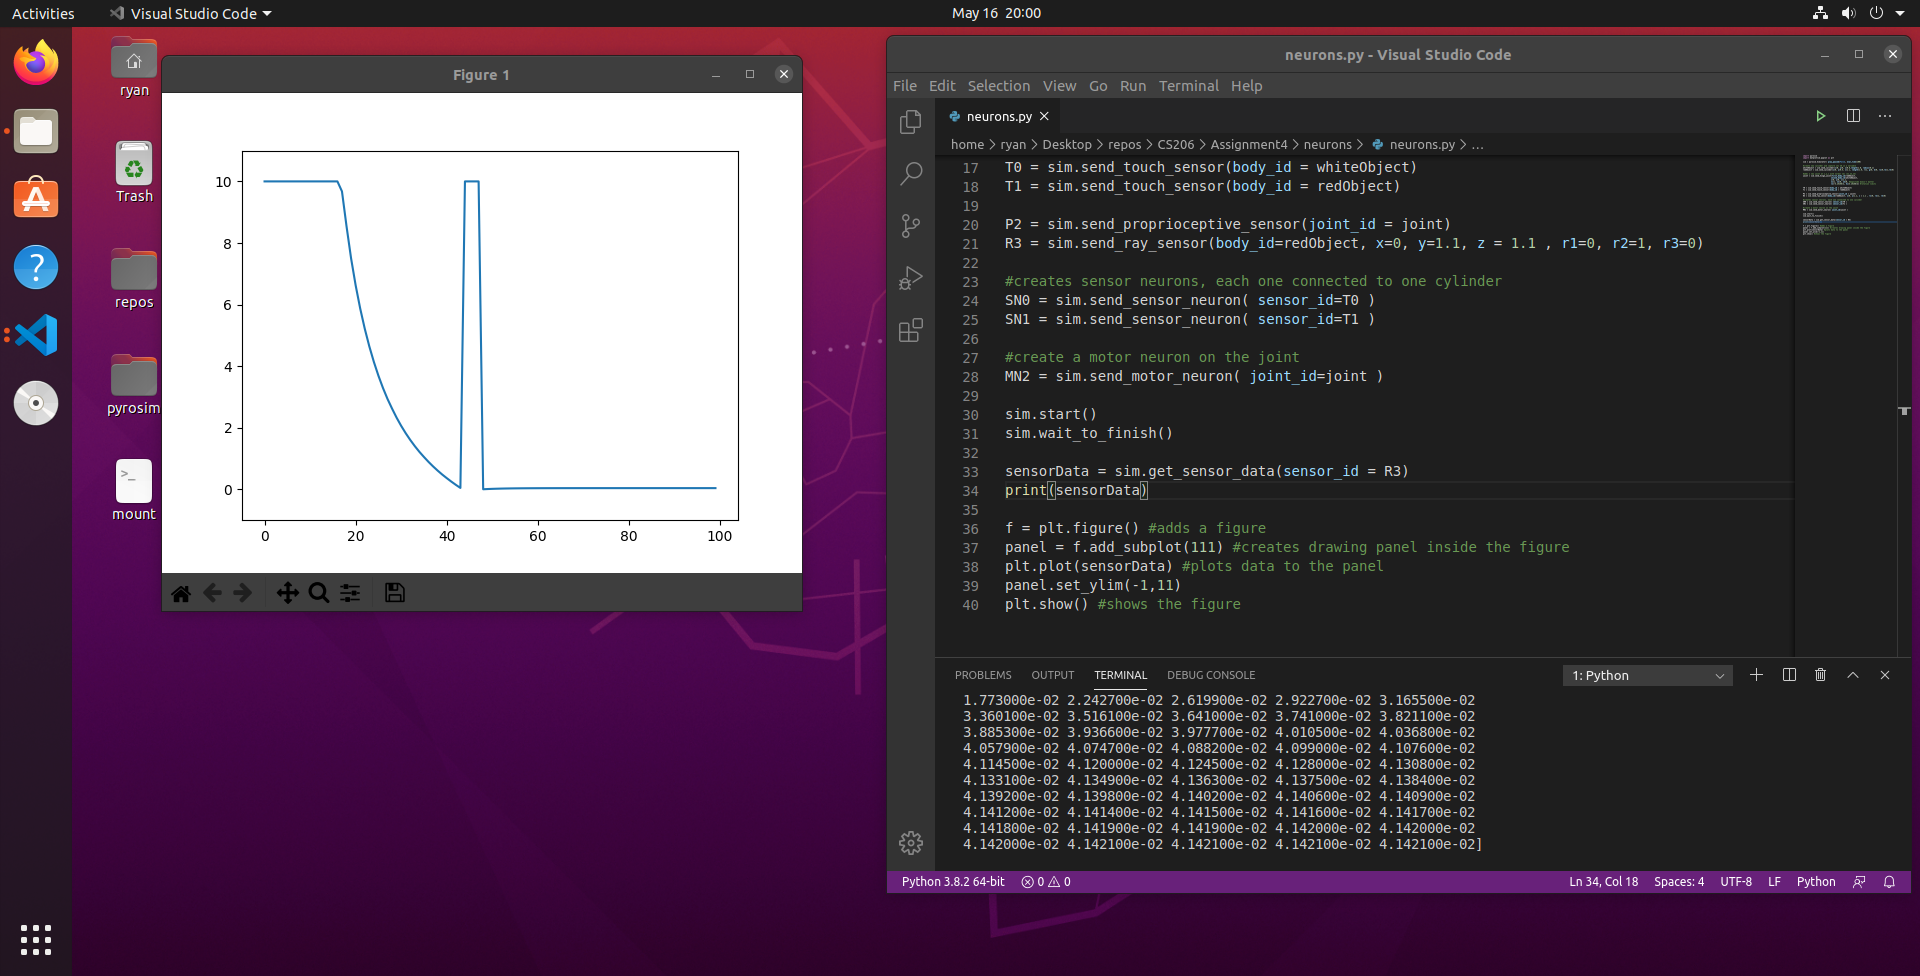 Activities Visual Studio Code May 16 20:00
ryan
Trash
repos
pyrosim
>_
mount
Figure 1
10
8
6
4
2
0
0 20 40 60 80 100
neurons.py - Visual Studio Code
File Edit Selection View Go Run Terminal Help
neurons.py
home > ryan > Desktop > repos > CS206 > Assignment4 > neurons > neurons.py > ...
17 T0 = sim.send_touch_sensor(body_id = whiteObject)
18 T1 = sim.send_touch_sensor(body_id = redObject)
19
20 P2 = sim.send_proprioceptive_sensor(joint_id = joint)
21 R3 = sim.send_ray_sensor(body_id=redObject, x=0, y=1.1, z = 1.1 , r1=0, r2=1, r3=0)
22
23 #creates sensor neurons, each one connected to one cylinder
24 SN0 = sim.send_sensor_neuron( sensor_id=T0 )
25 SN1 = sim.send_sensor_neuron( sensor_id=T1 )
26
27 #create a motor neuron on the joint
28 MN2 = sim.send_motor_neuron( joint_id=joint )
29
30 sim.start()
31 sim.wait_to_finish()
32
33 sensorData = sim.get_sensor_data(sensor_id = R3)
34 print(sensorData)
35
36 f = plt.figure() #adds a figure
37 panel = f.add_subplot(111) #creates drawing panel inside the figure
38 plt.plot(sensorData) #plots data to the panel
39 panel.set_ylim(-1,11)
40 plt.show() #shows the figure
PROBLEMS OUTPUT TERMINAL DEBUG CONSOLE 1: Python
1.773000e-02 2.242700e-02 2.619900e-02 2.922700e-02 3.165500e-02
3.360100e-02 3.516100e-02 3.641000e-02 3.741000e-02 3.821100e-02
3.885300e-02 3.936600e-02 3.977700e-02 4.010500e-02 4.036800e-02
4.057900e-02 4.074700e-02 4.088200e-02 4.099000e-02 4.107600e-02
4.114500e-02 4.120000e-02 4.124500e-02 4.128000e-02 4.130800e-02
4.133100e-02 4.134900e-02 4.136300e-02 4.137500e-02 4.138400e-02
4.139200e-02 4.139800e-02 4.140200e-02 4.140600e-02 4.140900e-02
4.141200e-02 4.141400e-02 4.141500e-02 4.141600e-02 4.141700e-02
4.141800e-02 4.141900e-02 4.141900e-02 4.142000e-02 4.142000e-02
4.142000e-02 4.142100e-02 4.142100e-02 4.142100e-02 4.142100e-02]
Python 3.8.2 64-bit 0 0 Ln 34, Col 18 Spaces: 4 UTF-8 LF Python